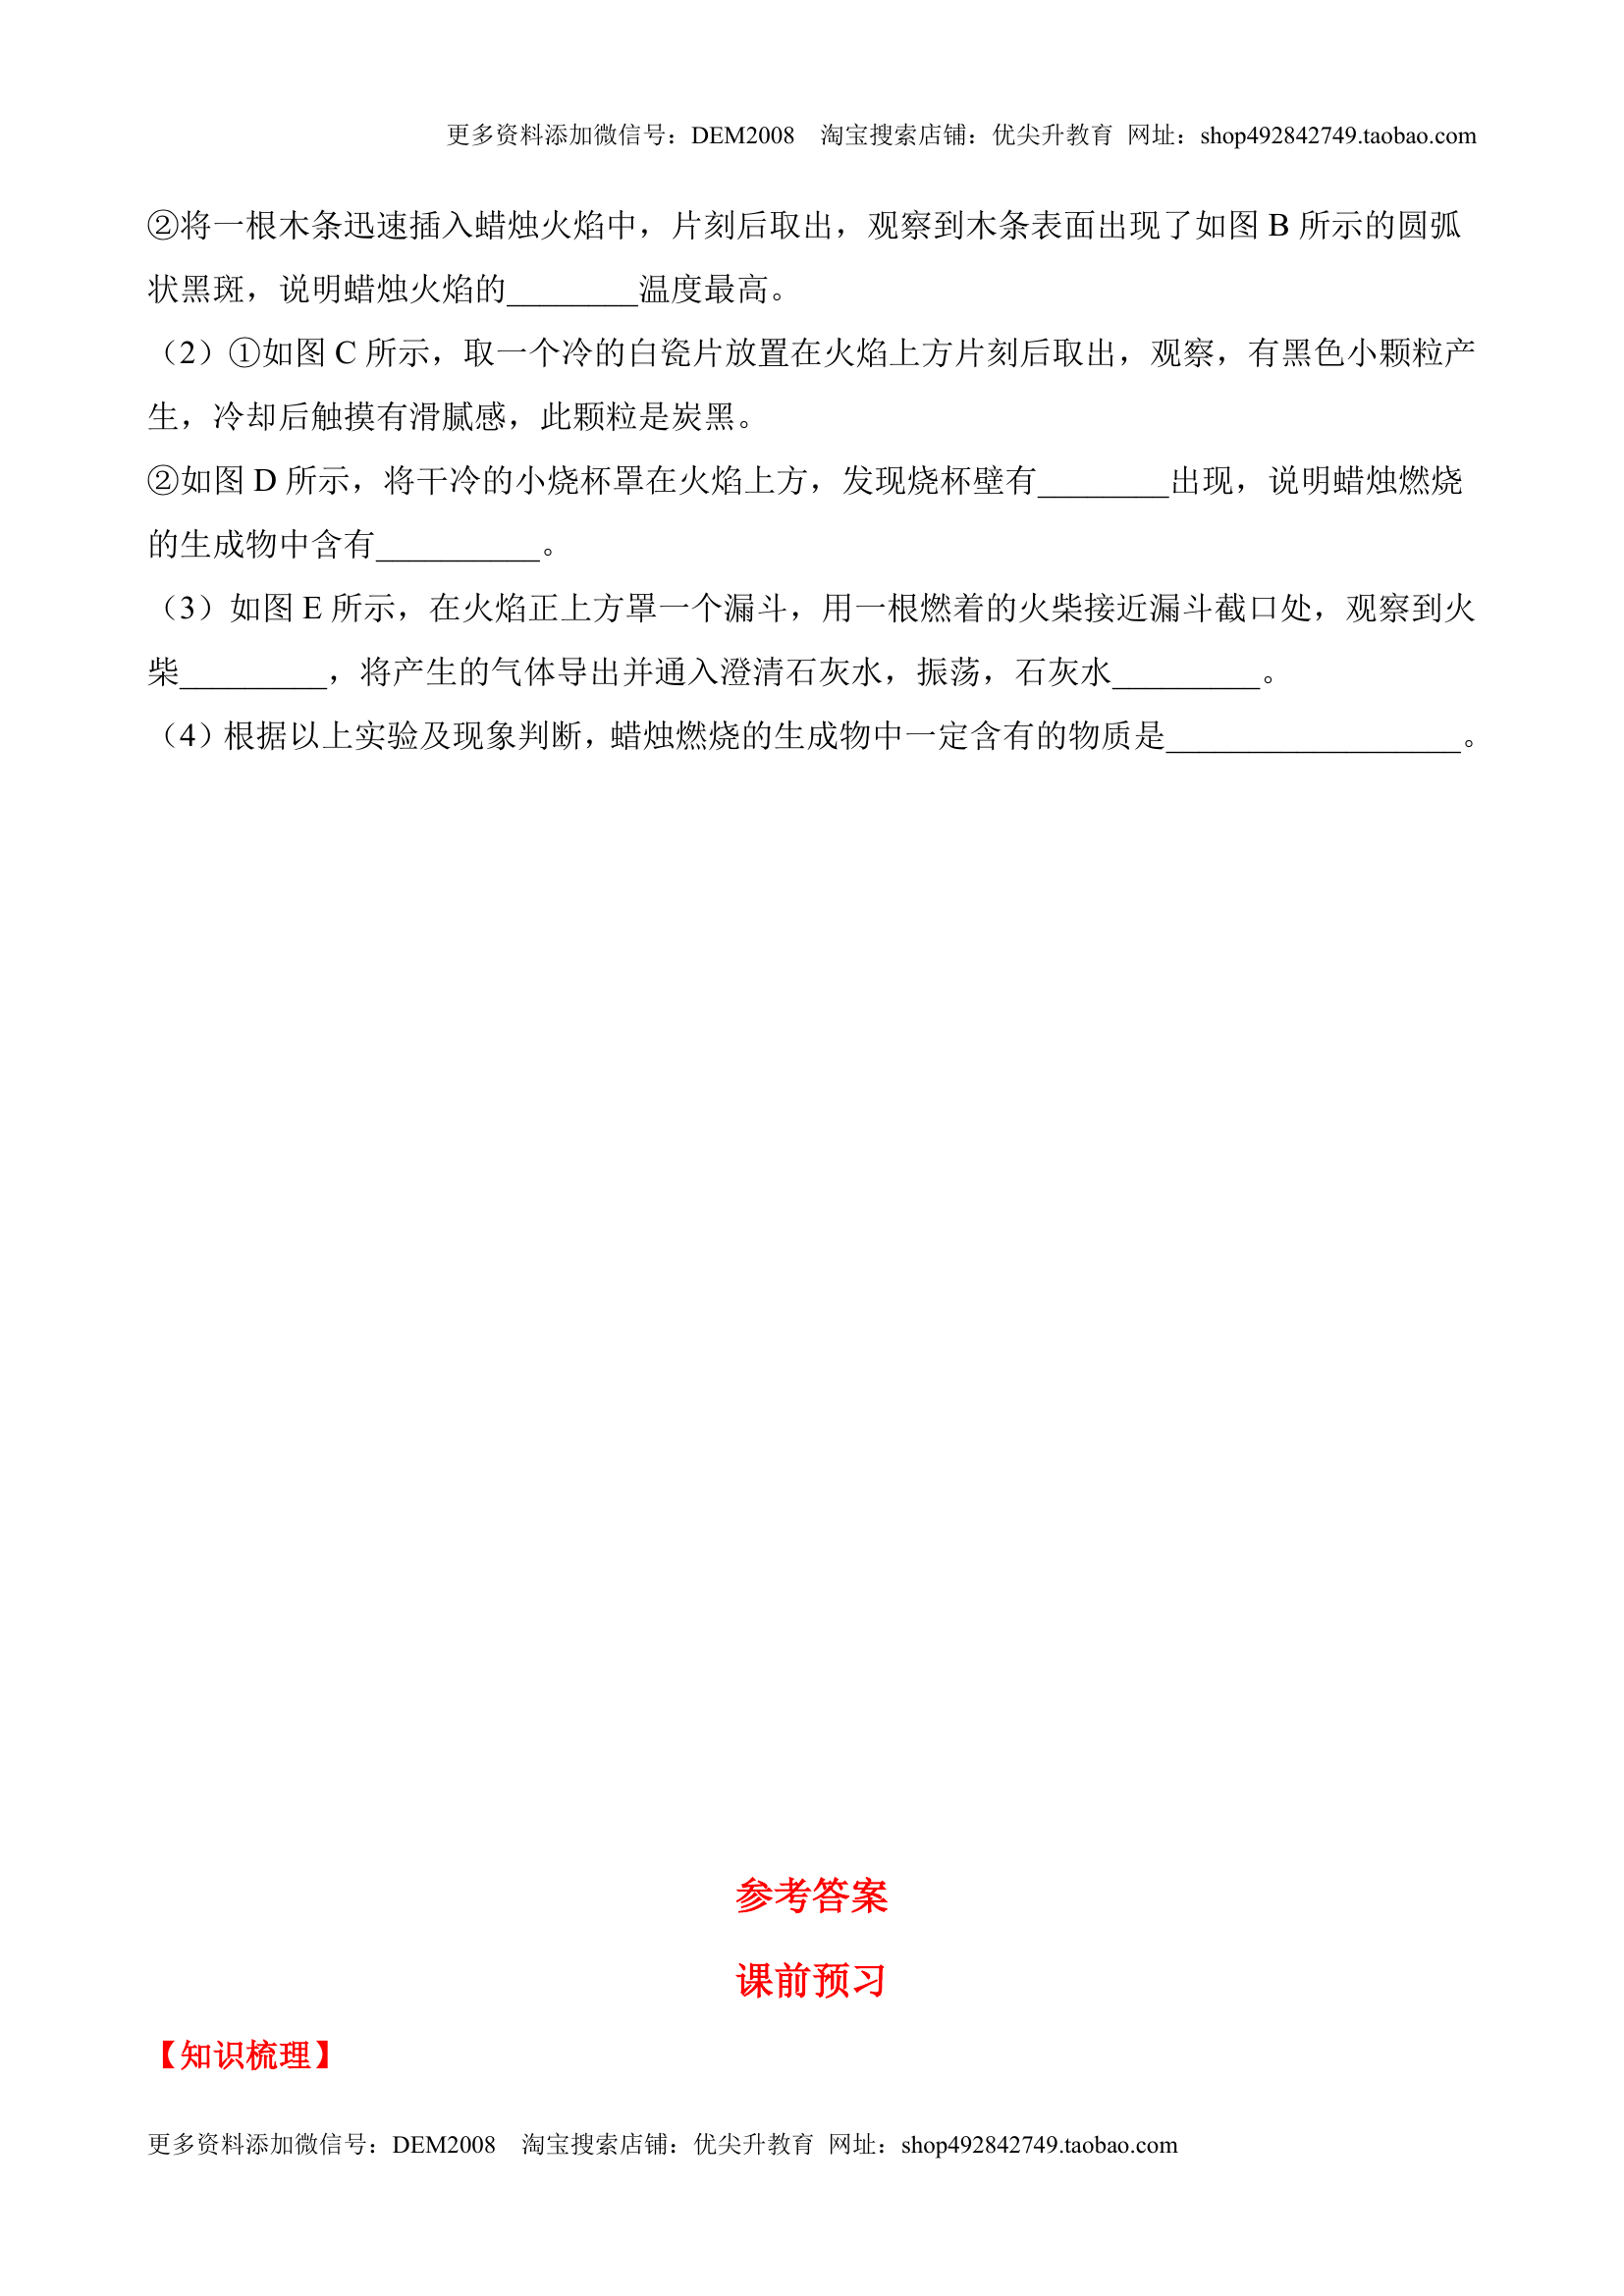 更多资料添加微信号：DEM2008 淘宝搜索店铺：优尖升教育 网址：shop492842749.taobao.com
②将一根木条迅速插入蜡烛火焰中，片刻后取出，观察到木条表面出现了如图 B 所示的圆弧
状黑斑，说明蜡烛火焰的________温度最高。
（2）①如图 C 所示，取一个冷的白瓷片放置在火焰上方片刻后取出，观察，有黑色小颗粒产
生，冷却后触摸有滑腻感，此颗粒是炭黑。
②如图 D 所示，将干冷的小烧杯罩在火焰上方，发现烧杯壁有________出现，说明蜡烛燃烧
的生成物中含有__________。
（3）如图 E 所示，在火焰正上方罩一个漏斗，用一根燃着的火柴接近漏斗截口处，观察到火
柴_________，将产生的气体导出并通入澄清石灰水，振荡，石灰水_________。
（4）根据以上实验及现象判断，蜡烛燃烧的生成物中一定含有的物质是__________________。
参考答案
课前预习
【知识梳理】
更多资料添加微信号：DEM2008 淘宝搜索店铺：优尖升教育 网址：shop492842749.taobao.com